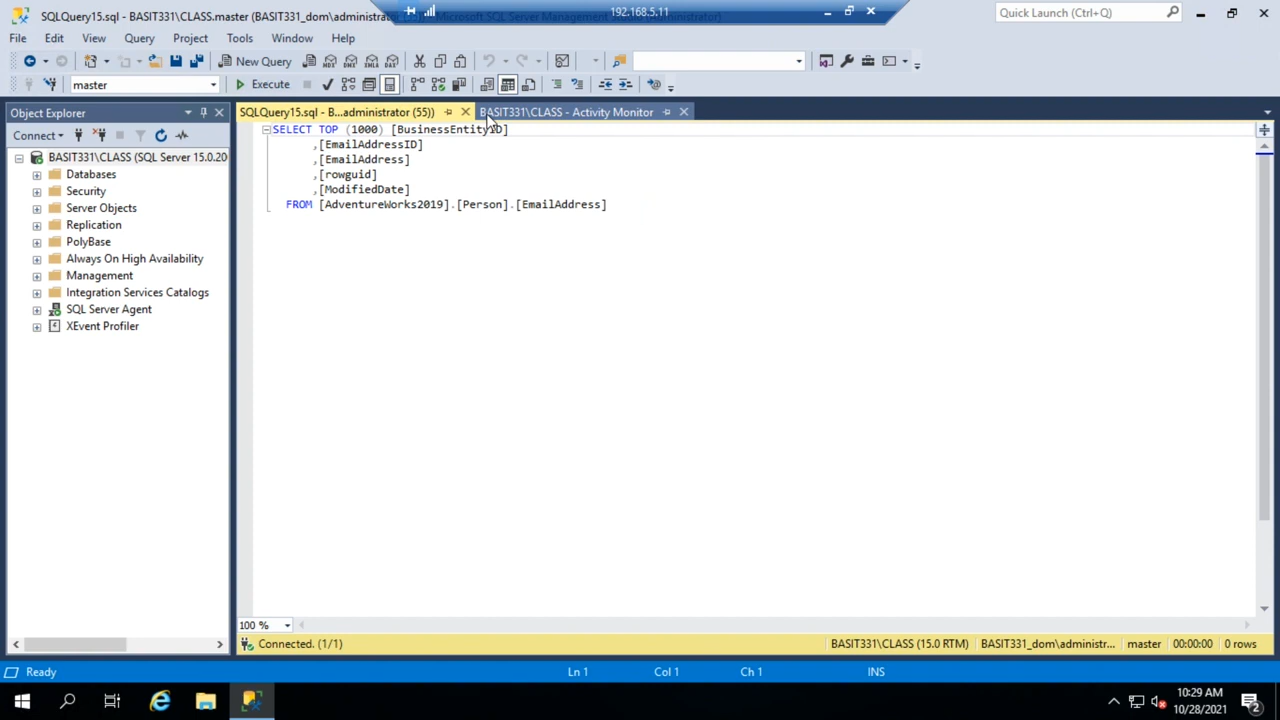 SQLQuery15.sql - BASIT331\CLASS.master (BASIT331_dom\administrator
192.168.5.11
Quick Launch (Ctrl+Q)
File Edit View Query Project Tools Window Help
New Query
MDX DMX XMLA DAX
master
Execute
Object Explorer
SQLQuery15.sql - B...administrator (55))
BASIT331\CLASS - Activity Monitor
Connect
BASIT331\CLASS (SQL Server 15.0.20
Databases
Security
Server Objects
Replication
PolyBase
Always On High Availability
Management
Integration Services Catalogs
SQL Server Agent
XEvent Profiler
SELECT TOP (1000) [BusinessEntityID]
,[EmailAddressID]
,[EmailAddress]
,[rowguid]
,[ModifiedDate]
FROM [AdventureWorks2019].[Person].[EmailAddress]
100 %
Connected. (1/1)
BASIT331\CLASS (15.0 RTM)
BASIT331_dom\administr...
master
00:00:00
0 rows
Ready
Ln 1
Col 1
Ch 1
INS
10:29 AM
10/28/2021
2